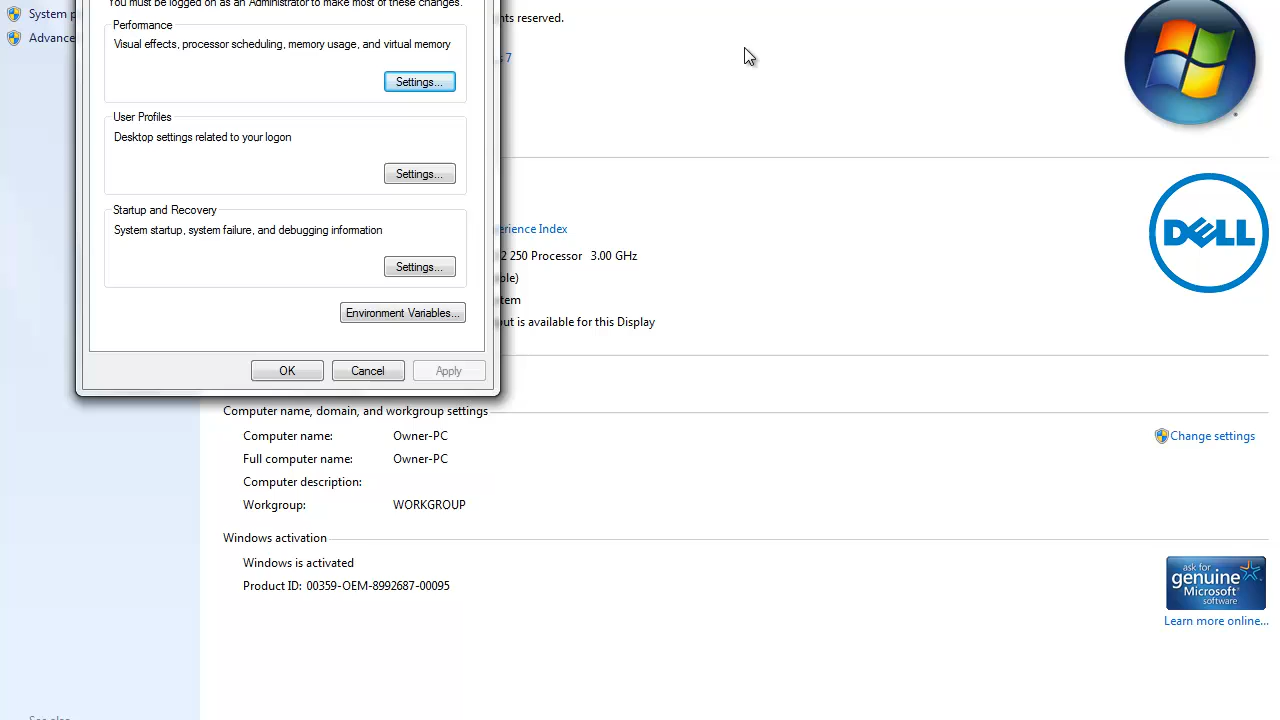 System p
Advance
You must be logged on as an Administrator to make most of these changes.
Performance
Visual effects, processor scheduling, memory usage, and virtual memory
Settings...
User Profiles
Desktop settings related to your logon
Settings...
Startup and Recovery
System startup, system failure, and debugging information
Settings...
Environment Variables...
OK
Cancel
Apply
hts reserved.
7
DELL
erience Index
2 250 Processor 3.00 GHz
ble)
tem
ut is available for this Display
Computer name, domain, and workgroup settings
Computer name: Owner-PC
Change settings
Full computer name: Owner-PC
Computer description:
Workgroup: WORKGROUP
Windows activation
Windows is activated
Product ID: 00359-OEM-8992687-00095
ask for
genuine
Microsoft
software
Learn more online...
See also